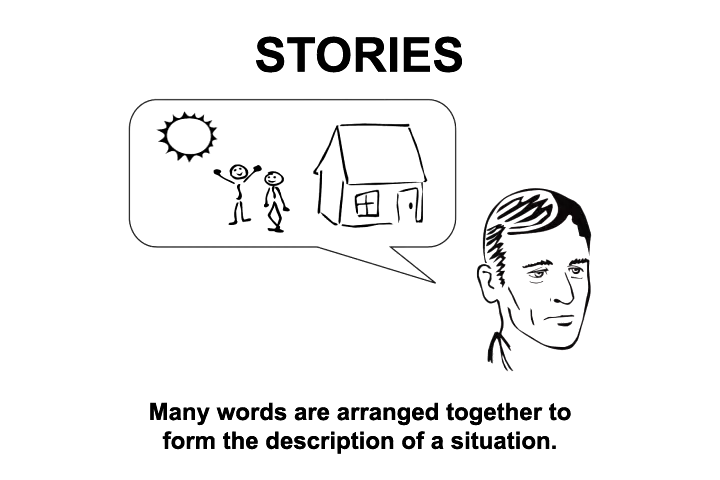 STORIES
Many words are arranged together to
form the description of a situation.